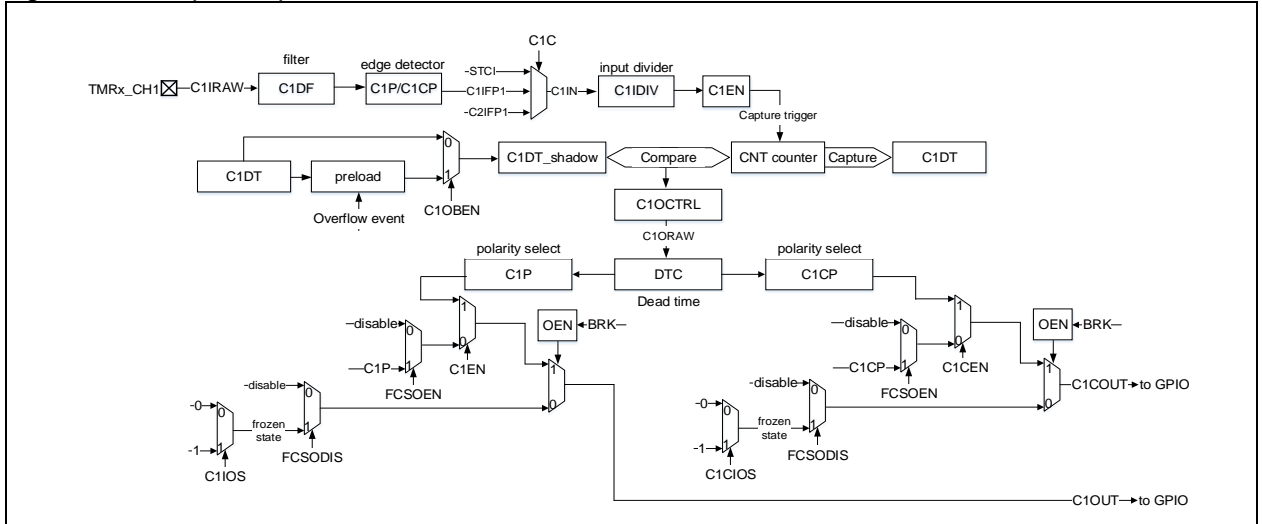 C1C
filter
edge detector
-STCI
input divider
TMRx_CH1
C1IRAW
C1DF
C1P/C1CP
C1IFP1
C1IN
C1IDIV
C1EN
-C2IFP1
Capture trigger
0
C1DT_shadow
Compare
CNT counter
Capture
C1DT
C1DT
preload
1
C1OBEN
Overflow event
C1OCTRL
C1ORAW
polarity select
polarity select
C1P
DTC
C1CP
Dead time
disable
0
1
0
OEN
BRK
disable
0
1
0
OEN
BRK
C1P
1
C1EN
1
C1CP
1
C1CEN
1
FCSOEN
FCSOEN
-disable
0
0
-disable
0
0
C1COUT
to GPIO
-0
0
frozen
state
1
-0
0
frozen
state
1
-1
1
FCSODIS
-1
1
FCSODIS
C1IOS
C1CIOS
C1OUT
to GPIO